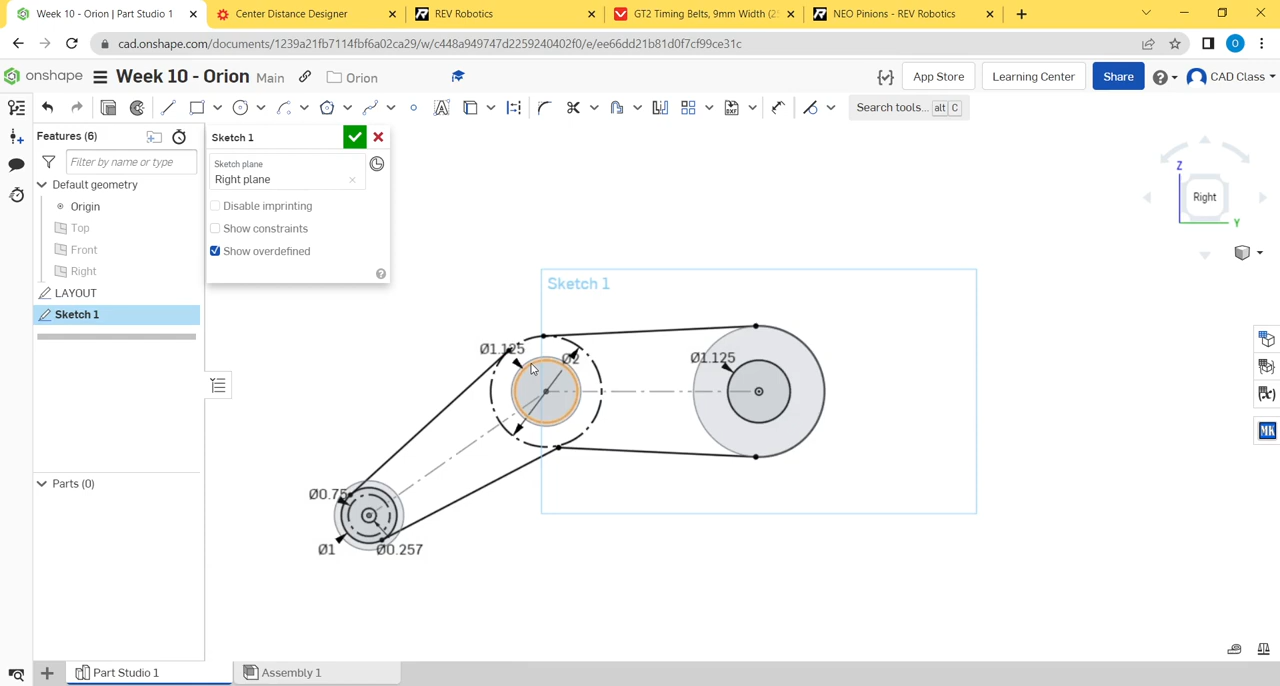 Week 10 - Orion | Part Studio 1
Center Distance Designer
REV Robotics
GT2 Timing Belts, 9mm Width (2
NEO Pinions - REV Robotics
cad.onshape.com/documents/1239a21fb7114fbf6a02ca29/w/c448a949747d2259240402f0/e/ee66dd21b81d0f7cf99ce31c
O
onshape
Week 10 - Orion
Main
Orion
App Store
Learning Center
Share
CAD Class
Search tools...
alt
C
Features (6)
Filter by name or type
Default geometry
Origin
Top
Front
Right
LAYOUT
Sketch 1
Parts (0)
Sketch 1
Sketch plane
Right plane
Disable imprinting
Show constraints
Show overdefined
Sketch 1
Ø1.125
Ø2
Ø1.125
Ø0.75
Ø1
Ø0.257
Z
Right
Y
MK
Part Studio 1
Assembly 1